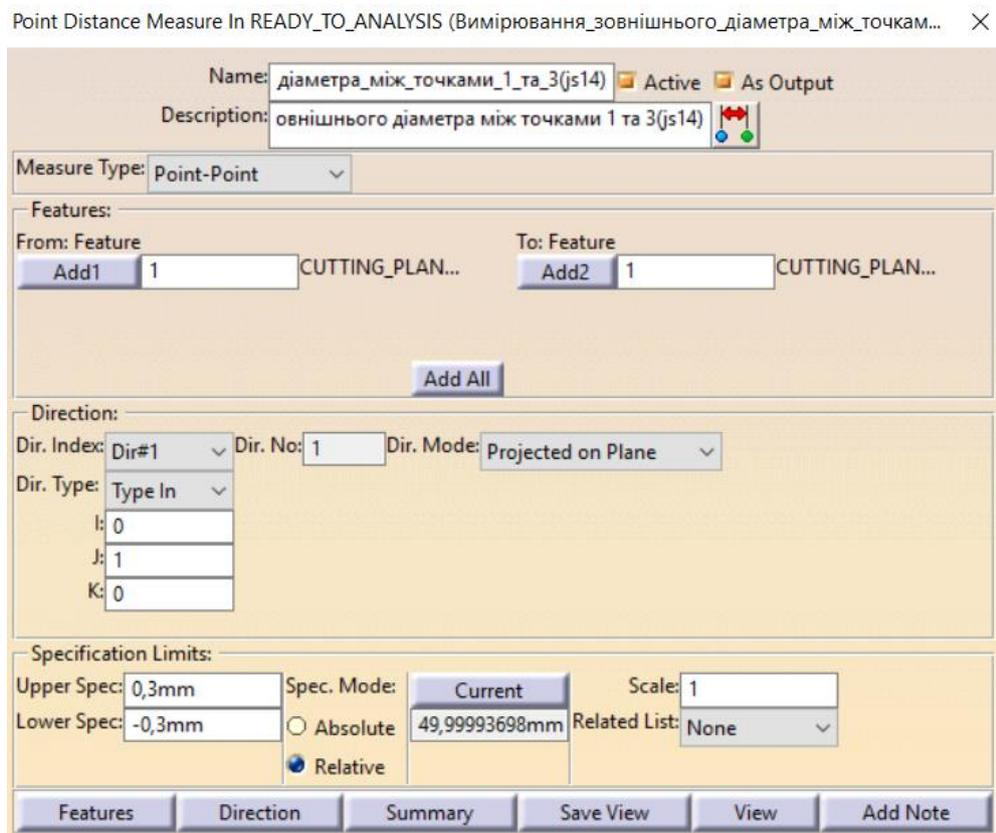 Point Distance Measure In READY_TO_ANALYSIS (Вимірювання_зовнішнього_діаметра_між_точкам...
Name: діаметра_між_точками_1_та_3(js14) Active As Output
Description: овнішнього діаметра між точками 1 та 3(js14)
Measure Type: Point-Point
Features:
From: Feature To: Feature
Add1 1 CUTTING_PLAN... Add2 1 CUTTING_PLAN...
Add All
Direction:
Dir. Index: Dir#1 Dir. No: 1 Dir. Mode: Projected on Plane
Dir. Type: Type In
I: 0
J: 1
K: 0
Specification Limits:
Upper Spec: 0,3mm Spec. Mode: Current Scale: 1
Lower Spec: -0,3mm Absolute 49,99993698mm Related List: None
Relative
Features Direction Summary Save View View Add Note